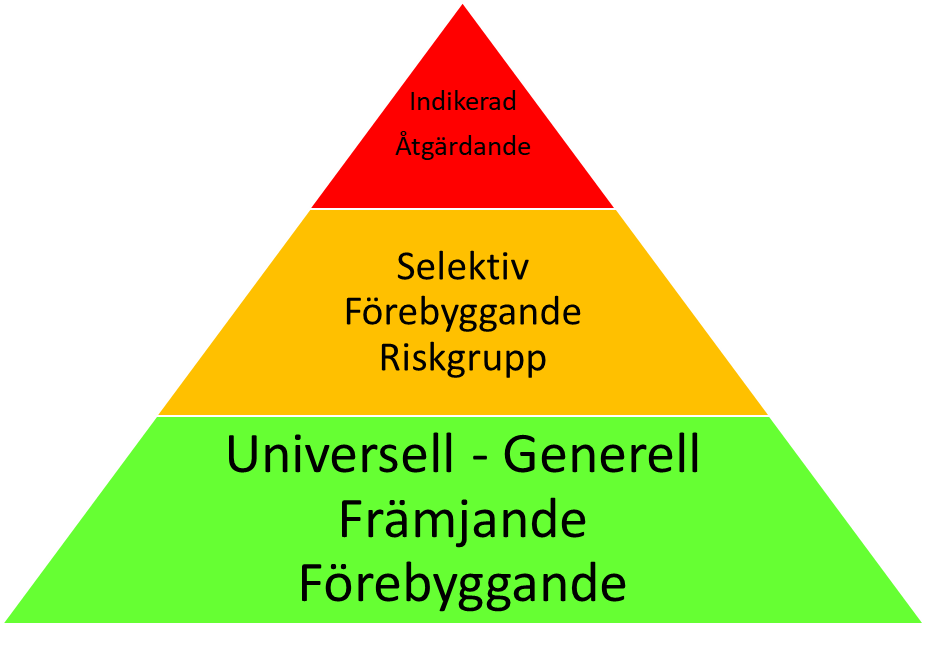 Indikerad
Åtgärdande
Selektiv
Förebyggande
Riskgrupp
Universell - Generell
Främjande
Förebyggande